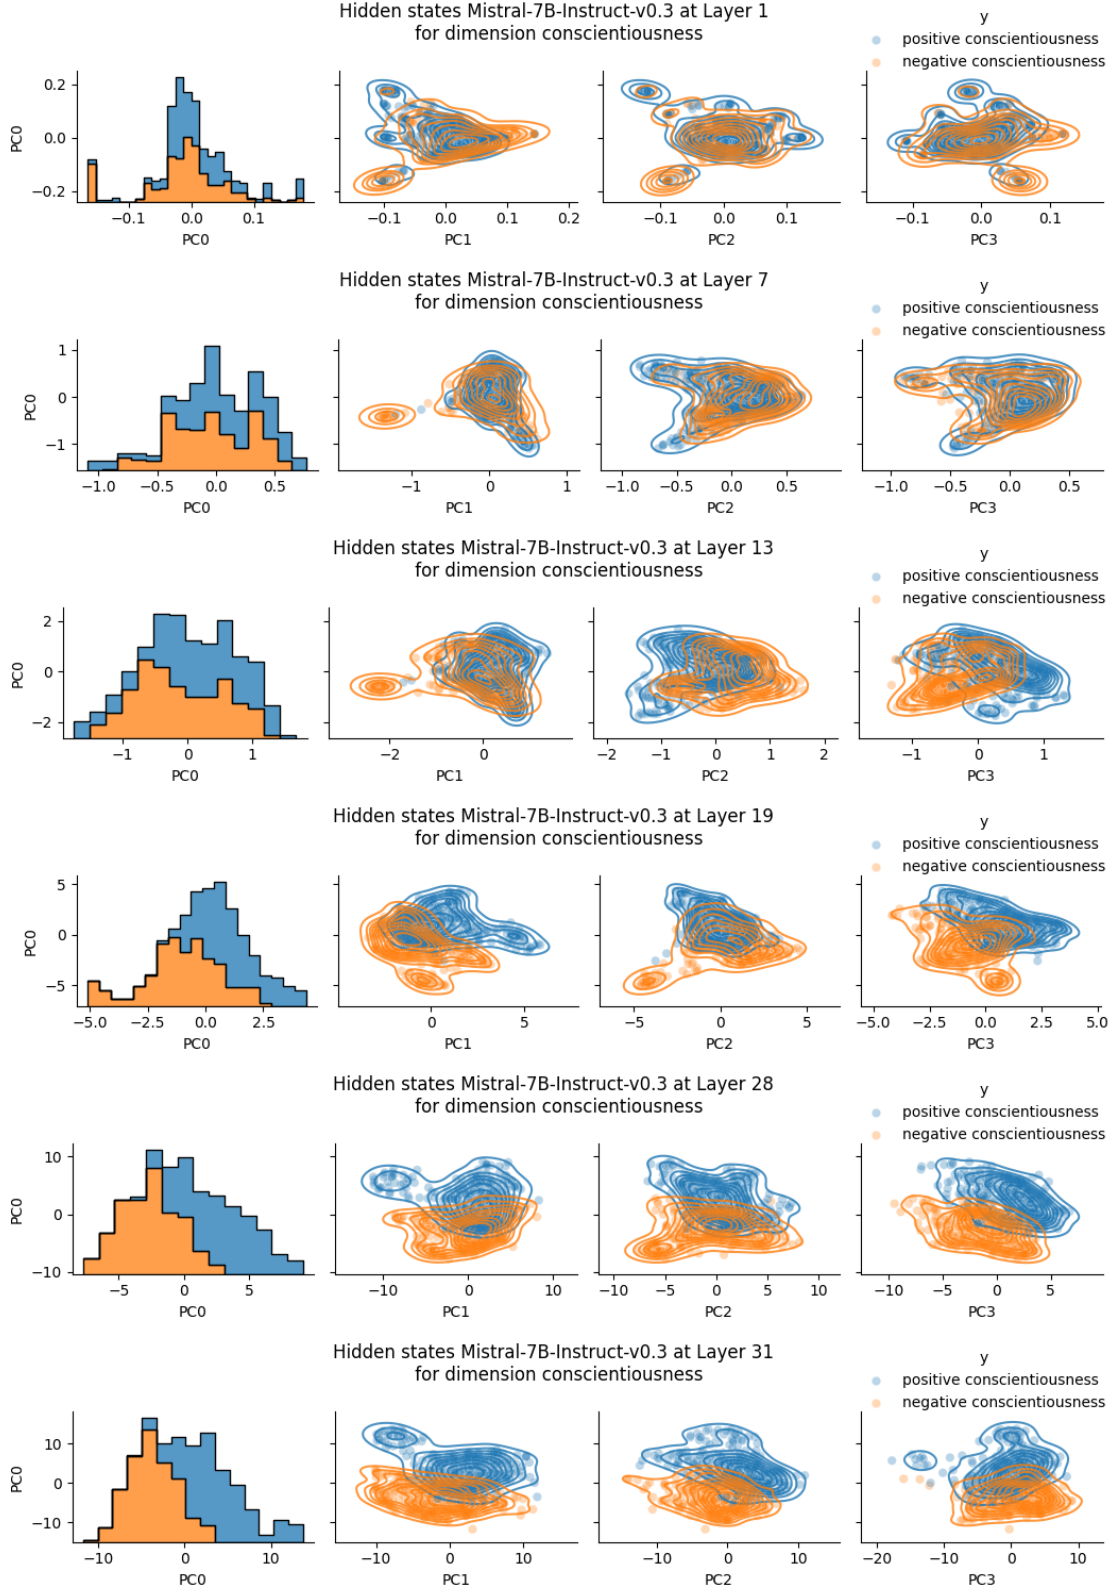 Hidden states Mistral-7B-Instruct-v0.3 at Layer 1
for dimension conscientiousness
y
positive conscientiousness
negative conscientiousness
0.2
0.0
−0.2
PC0
−0.1 0.0 0.1
PC0
−0.1 0.0 0.1 0.2
PC1
−0.1 0.0 0.1
PC2
−0.1 0.0 0.1
PC3
Hidden states Mistral-7B-Instruct-v0.3 at Layer 7
for dimension conscientiousness
y
positive conscientiousness
negative conscientiousness
1
0
−1
PC0
−1.0 −0.5 0.0 0.5
PC0
−1 0 1
PC1
−1.0 −0.5 0.0 0.5
PC2
−1.0 −0.5 0.0 0.5
PC3
Hidden states Mistral-7B-Instruct-v0.3 at Layer 13
for dimension conscientiousness
y
positive conscientiousness
negative conscientiousness
2
0
−2
PC0
−1 0 1
PC0
−2 0
PC1
−2 −1 0 1 2
PC2
−1 0 1
PC3
Hidden states Mistral-7B-Instruct-v0.3 at Layer 19
for dimension conscientiousness
y
positive conscientiousness
negative conscientiousness
5
0
−5
PC0
−5.0 −2.5 0.0 2.5
PC0
0 5
PC1
−5 0 5
PC2
−5.0 −2.5 0.0 2.5 5.0
PC3
Hidden states Mistral-7B-Instruct-v0.3 at Layer 28
for dimension conscientiousness
y
positive conscientiousness
negative conscientiousness
10
0
−10
PC0
−5 0 5
PC0
−10 0 10
PC1
−10 −5 0 5 10
PC2
−10 −5 0 5
PC3
Hidden states Mistral-7B-Instruct-v0.3 at Layer 31
for dimension conscientiousness
y
positive conscientiousness
negative conscientiousness
10
0
−10
PC0
−10 0 10
PC0
−10 0 10
PC1
−20 −10 0 10
PC2
−20 −10 0 10
PC3